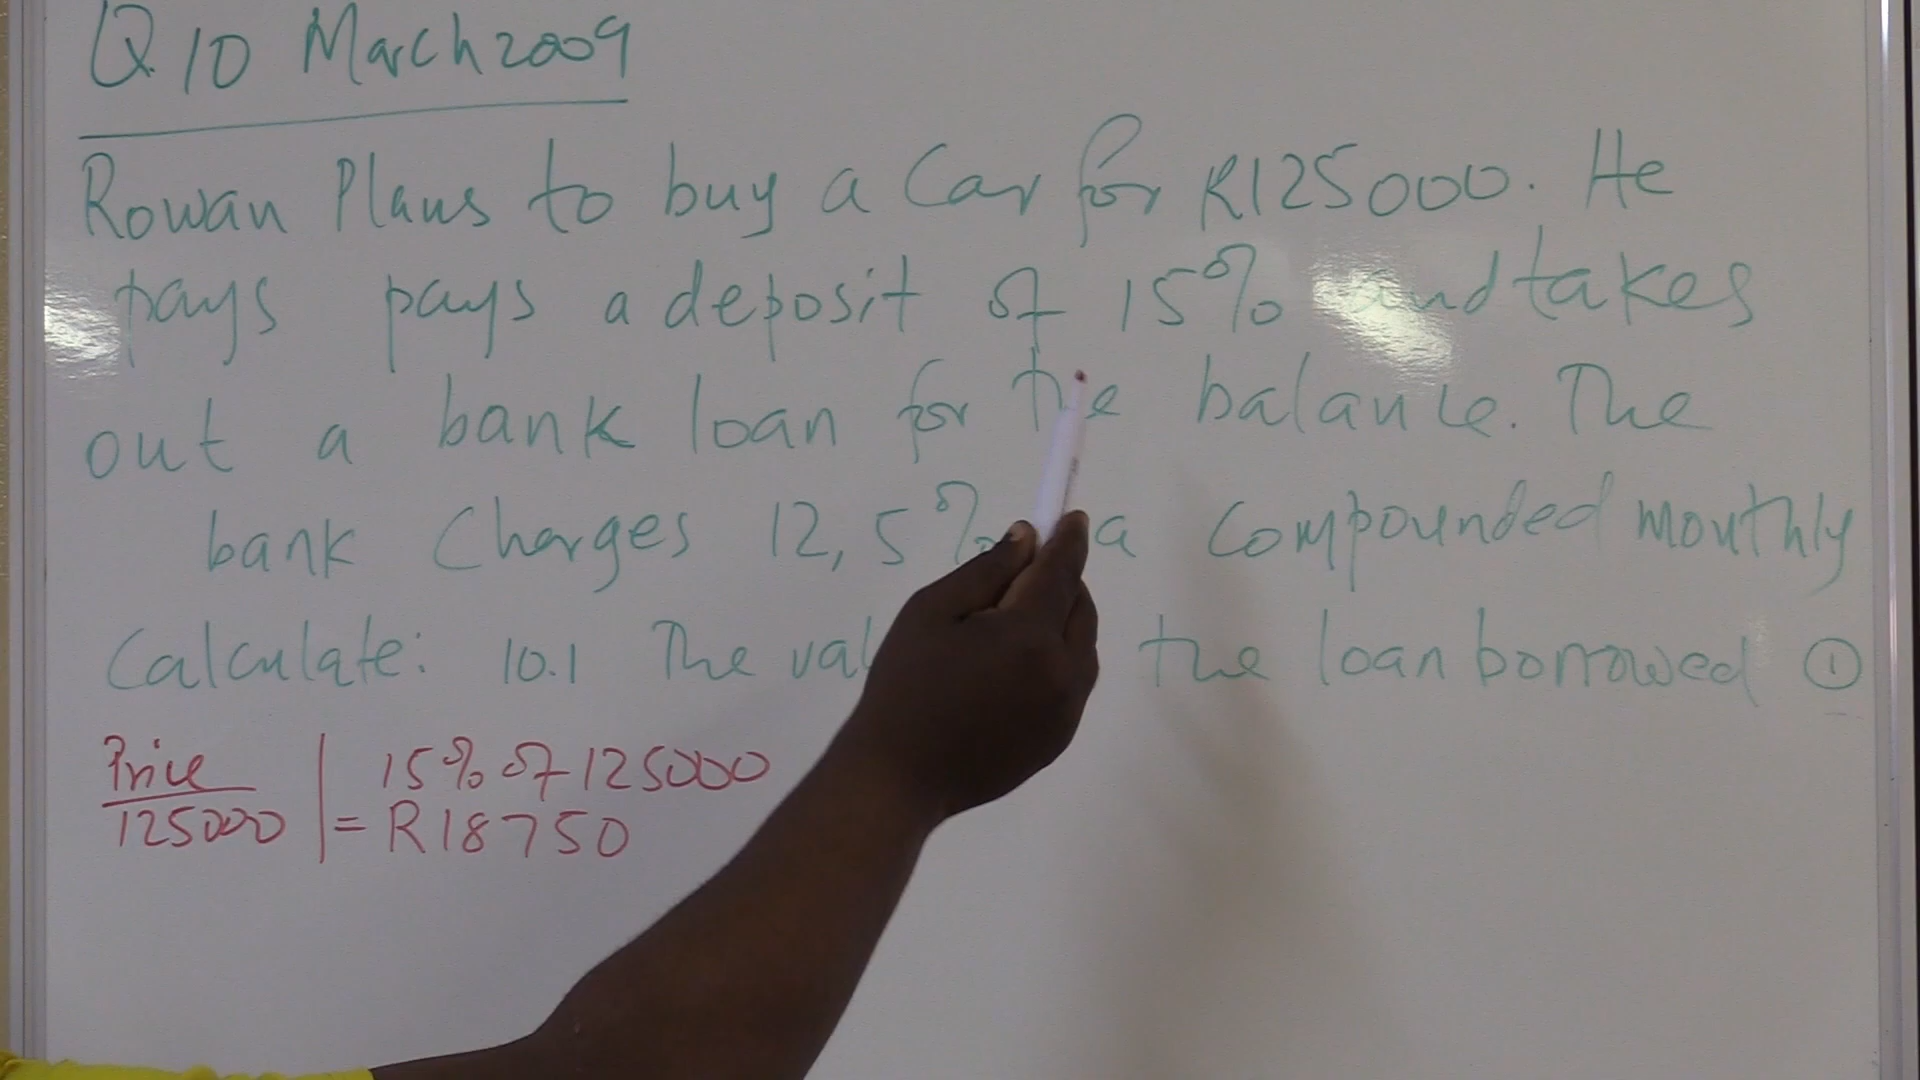 Q 10 March 2009
Rowan Plans to buy a Car for R125000. He
pays pays a deposit of 15% and takes
out a bank loan for the balance. The
bank Charges 12,5% a compounded monthly
Calculate: 10.1 The val the loan borrowed 1
Price | 15% of 125000
125000 | = R18750